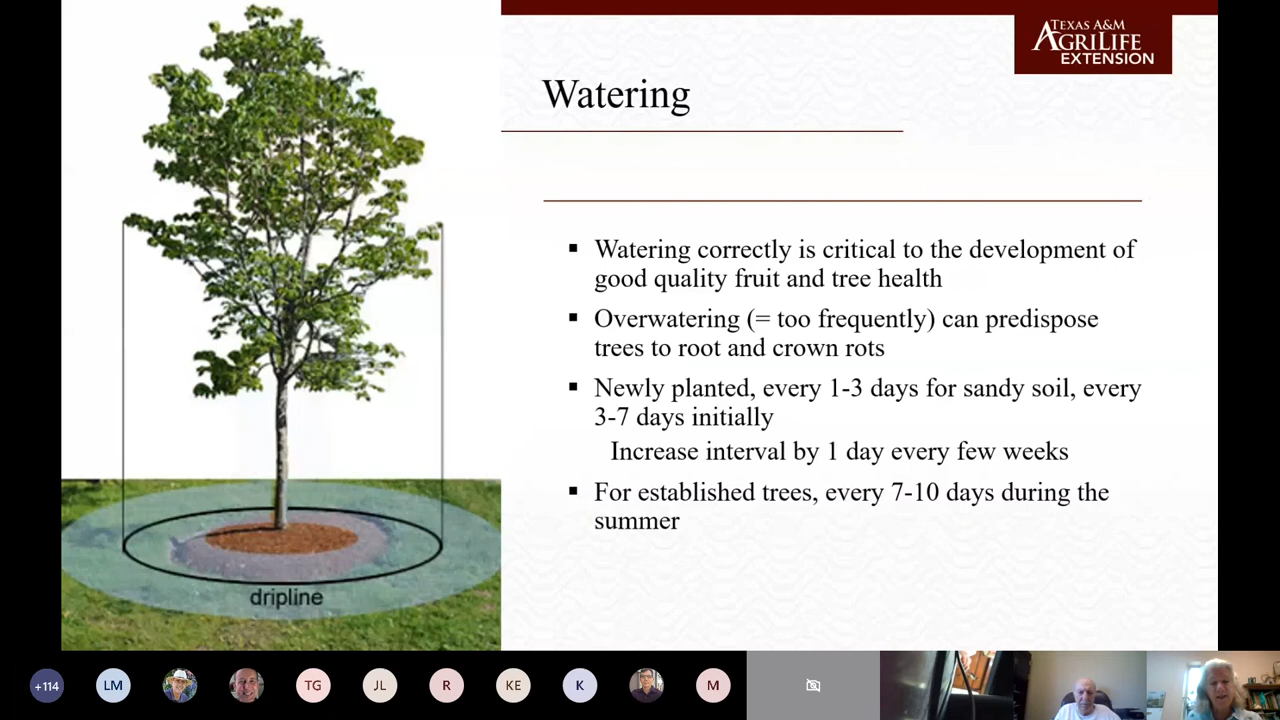 TEXAS A&M
AGRILIFE
EXTENSION
Watering
▪ Watering correctly is critical to the development of
good quality fruit and tree health
▪ Overwatering (= too frequently) can predispose
trees to root and crown rots
▪ Newly planted, every 1-3 days for sandy soil, every
3-7 days initially
Increase interval by 1 day every few weeks
▪ For established trees, every 7-10 days during the
summer
dripline
+114
LM
TG
JL
R
KE
K
M